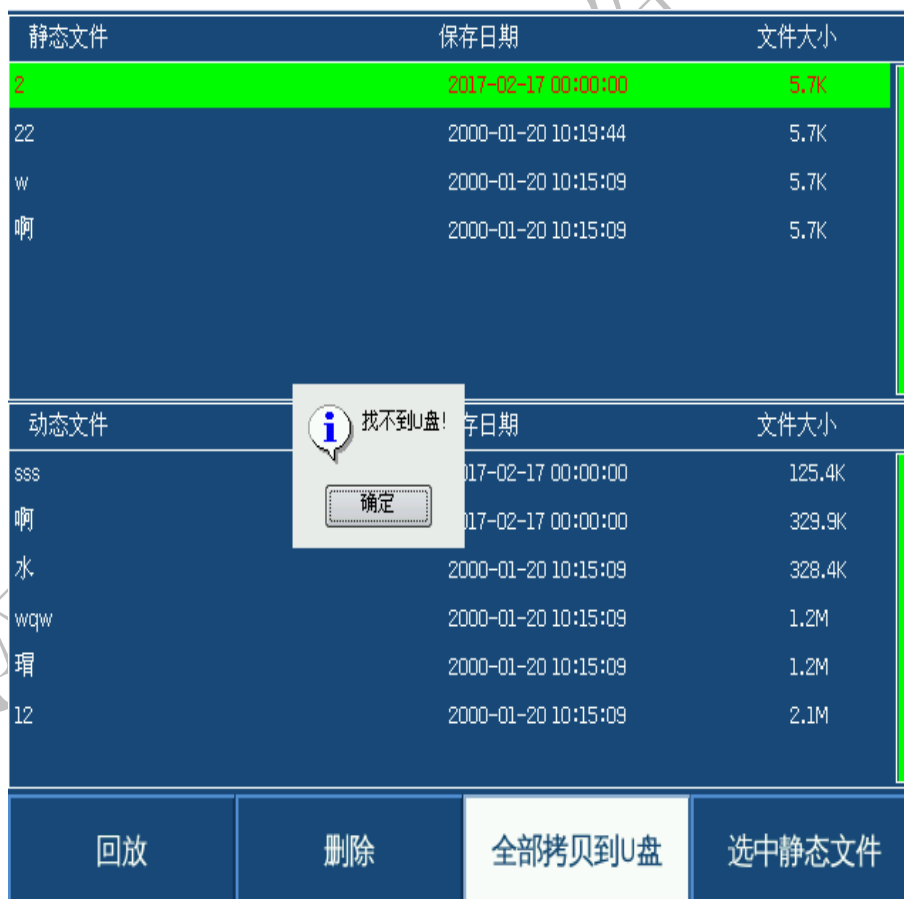 静态文件 保存日期 文件大小
2 2017-02-17 00:00:00 5.7K
22 2000-01-20 10:19:44 5.7K
w 2000-01-20 10:15:09 5.7K
啊 2000-01-20 10:15:09 5.7K
找不到U盘!
确定
动态文件 存日期 文件大小
sss 017-02-17 00:00:00 125.4K
啊 017-02-17 00:00:00 329.9K
水 2000-01-20 10:15:09 328.4K
wqw 2000-01-20 10:15:09 1.2M
瑁 2000-01-20 10:15:09 1.2M
12 2000-01-20 10:15:09 2.1M
回放 删除 全部拷贝到U盘 选中静态文件